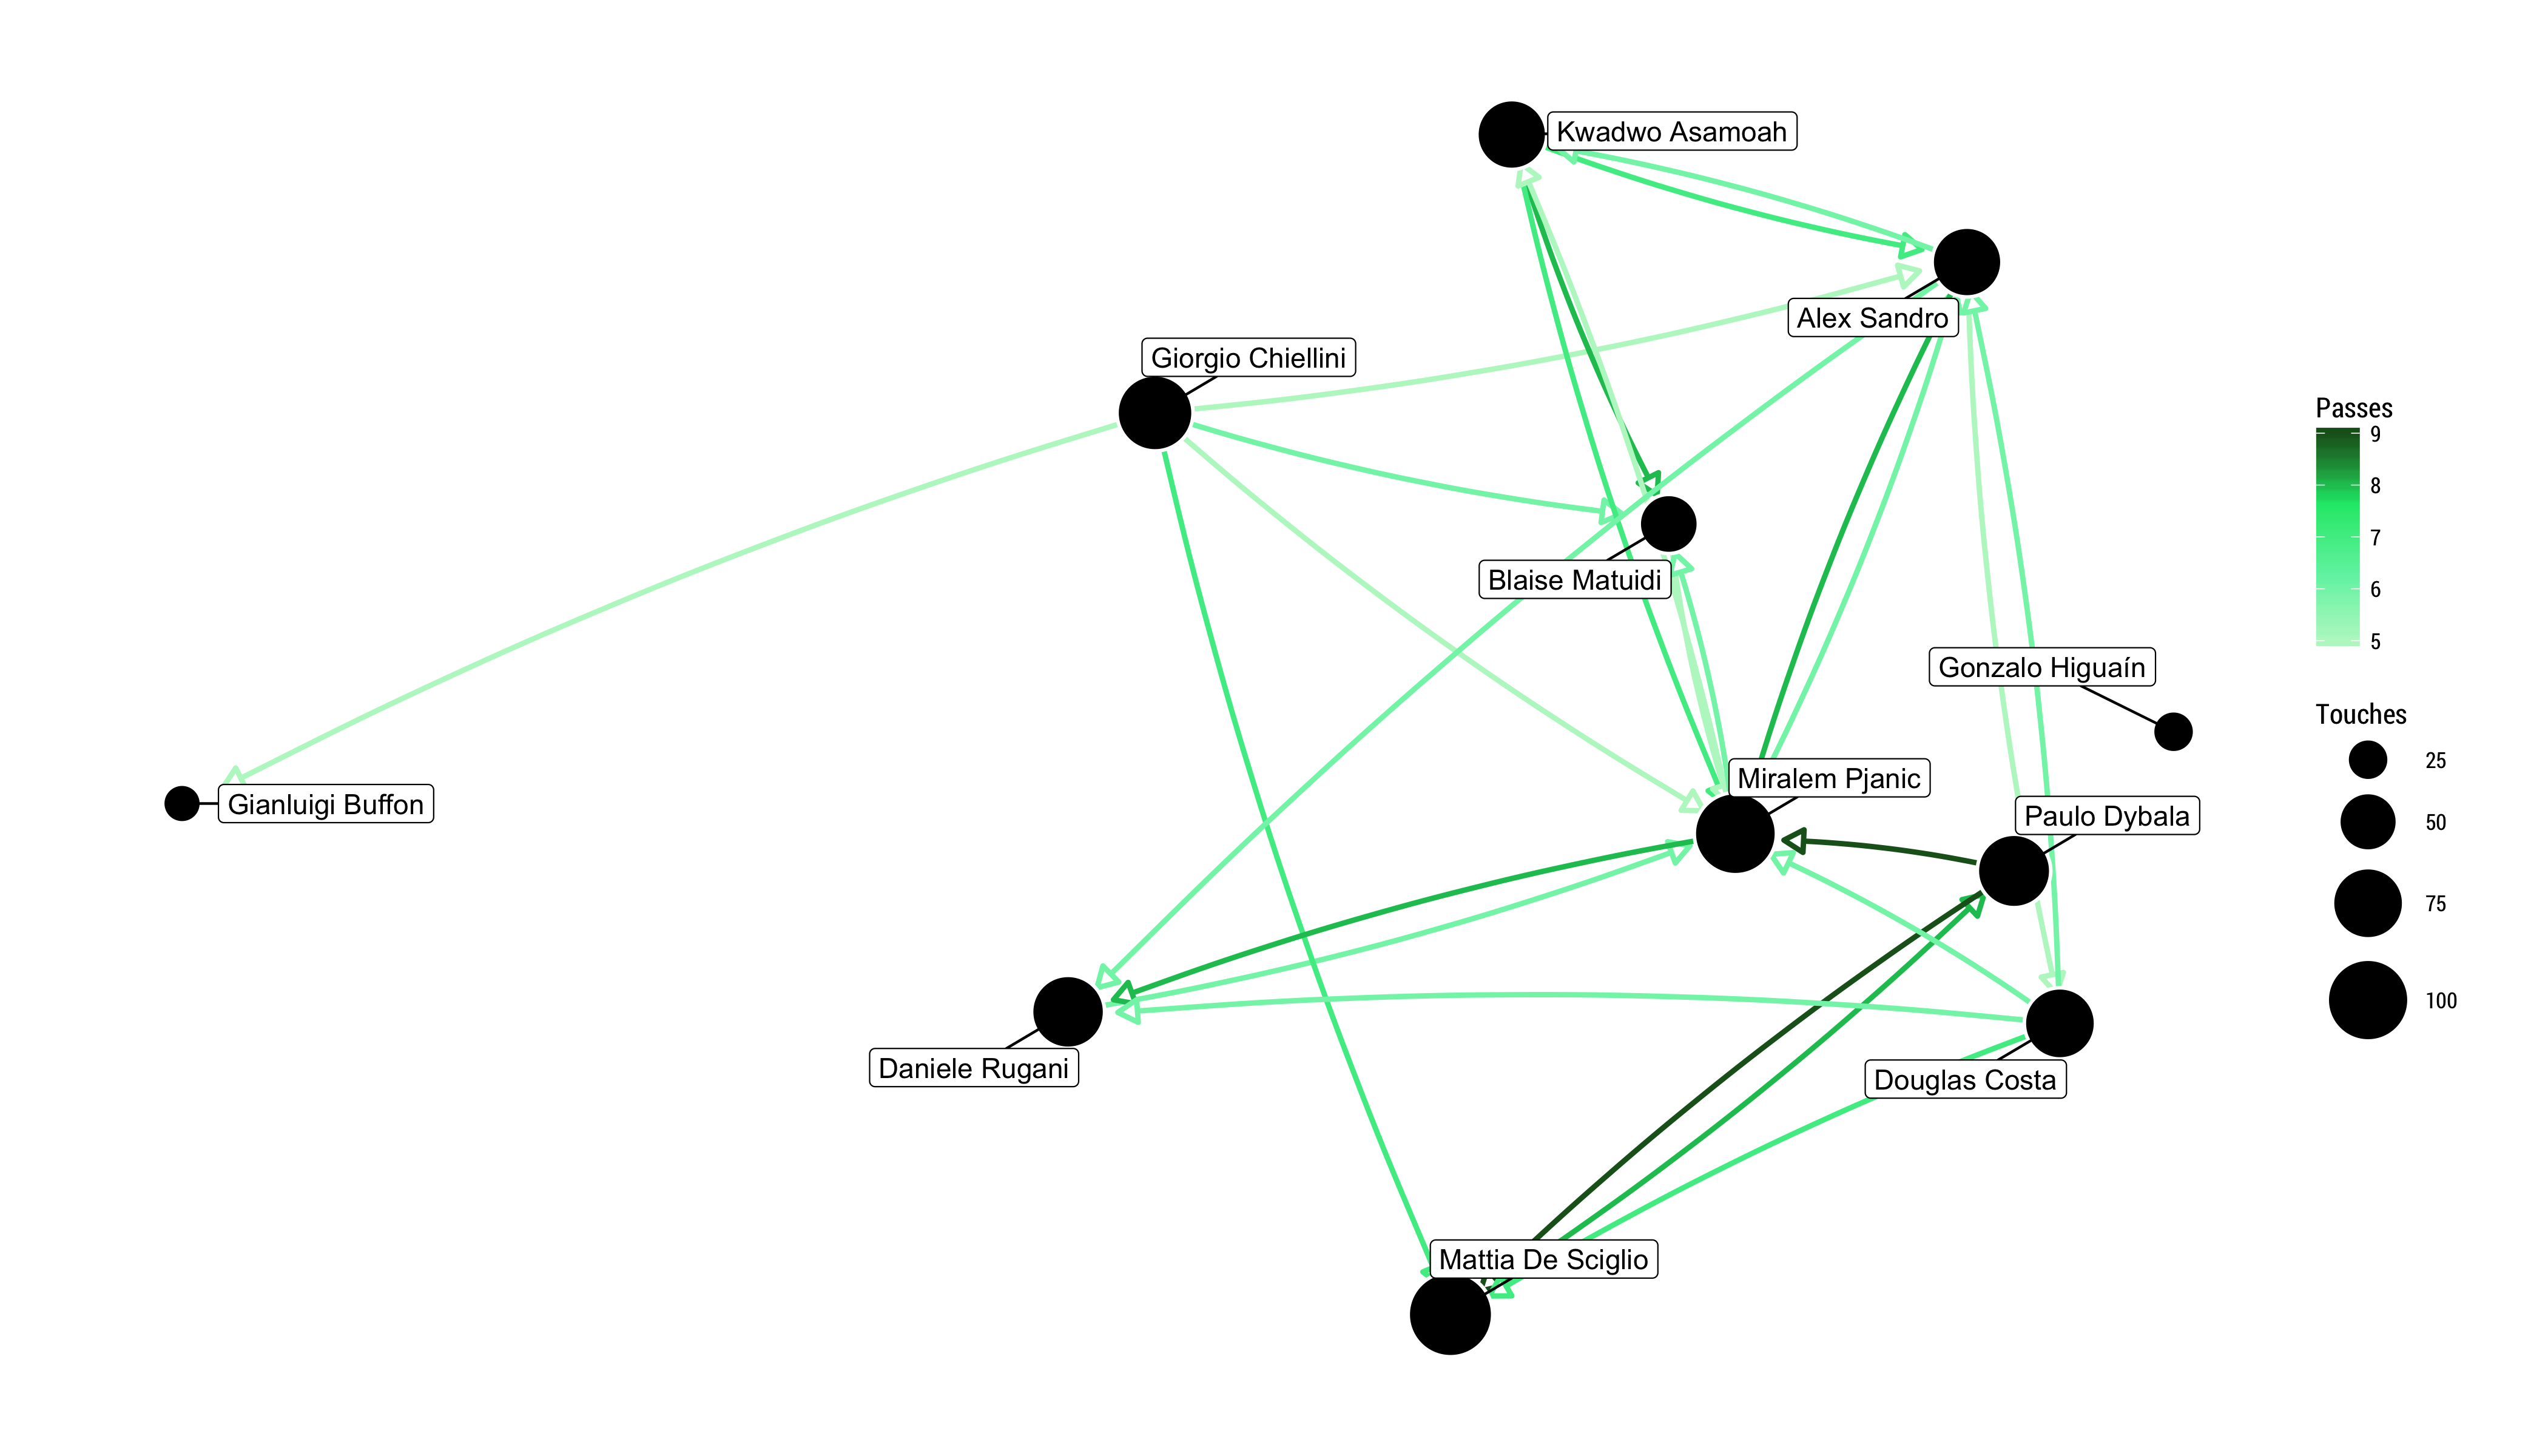 Kwadwo Asamoah
Alex Sandro
Giorgio Chiellini
Blaise Matuidi
Gonzalo Higuaín
Miralem Pjanic
Gianluigi Buffon
Paulo Dybala
Daniele Rugani
Douglas Costa
Mattia De Sciglio
Passes
9
8
7
6
5
Touches
25
50
75
100